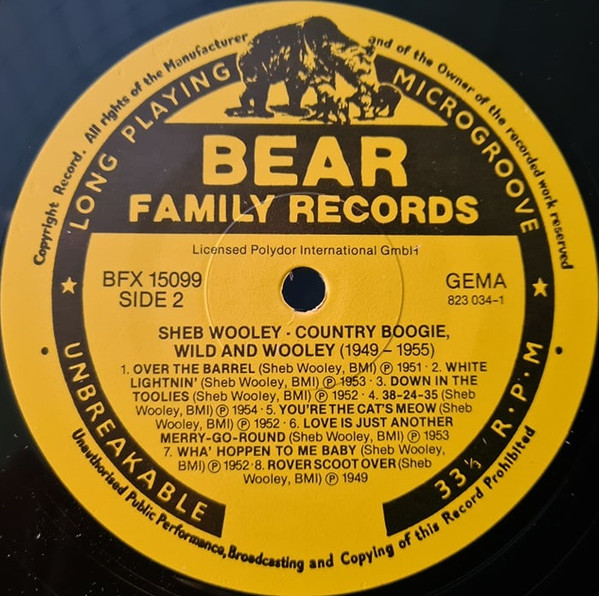 Copyright Record. All rights of the Manufacturer and of the Owner of the recorded work reserved
LONG PLAYING MICROGROOVE
BEAR
FAMILY RECORDS
Licensed Polydor International GmbH
BFX 15099
SIDE 2
GEMA
823 034-1
SHEB WOOLEY · COUNTRY BOOGIE,
WILD AND WOOLEY (1949 – 1955)
1. OVER THE BARREL (Sheb Wooley, BMI) Ⓟ 1951 · 2. WHITE
LIGHTNIN' (Sheb Wooley, BMI) Ⓟ 1953 · 3. DOWN IN THE
TOOLIES (Sheb Wooley, BMI) Ⓟ 1952 · 4. 38-24-35 (Sheb
Wooley, BMI) Ⓟ 1954 · 5. YOU'RE THE CAT'S MEOW (Sheb
Wooley, BMI) Ⓟ 1952 · 6. LOVE IS JUST ANOTHER
MERRY-GO-ROUND (Sheb Wooley, BMI) Ⓟ 1953
7. WHA' HOPPEN TO ME BABY (Sheb Wooley,
BMI) Ⓟ 1952 · 8. ROVER SCOOT OVER (Sheb
Wooley, BMI) Ⓟ 1949
UNBREAKABLE
33⅓ R·P·M
Unauthorised Public Performance, Broadcasting and Copying of this Record Prohibited